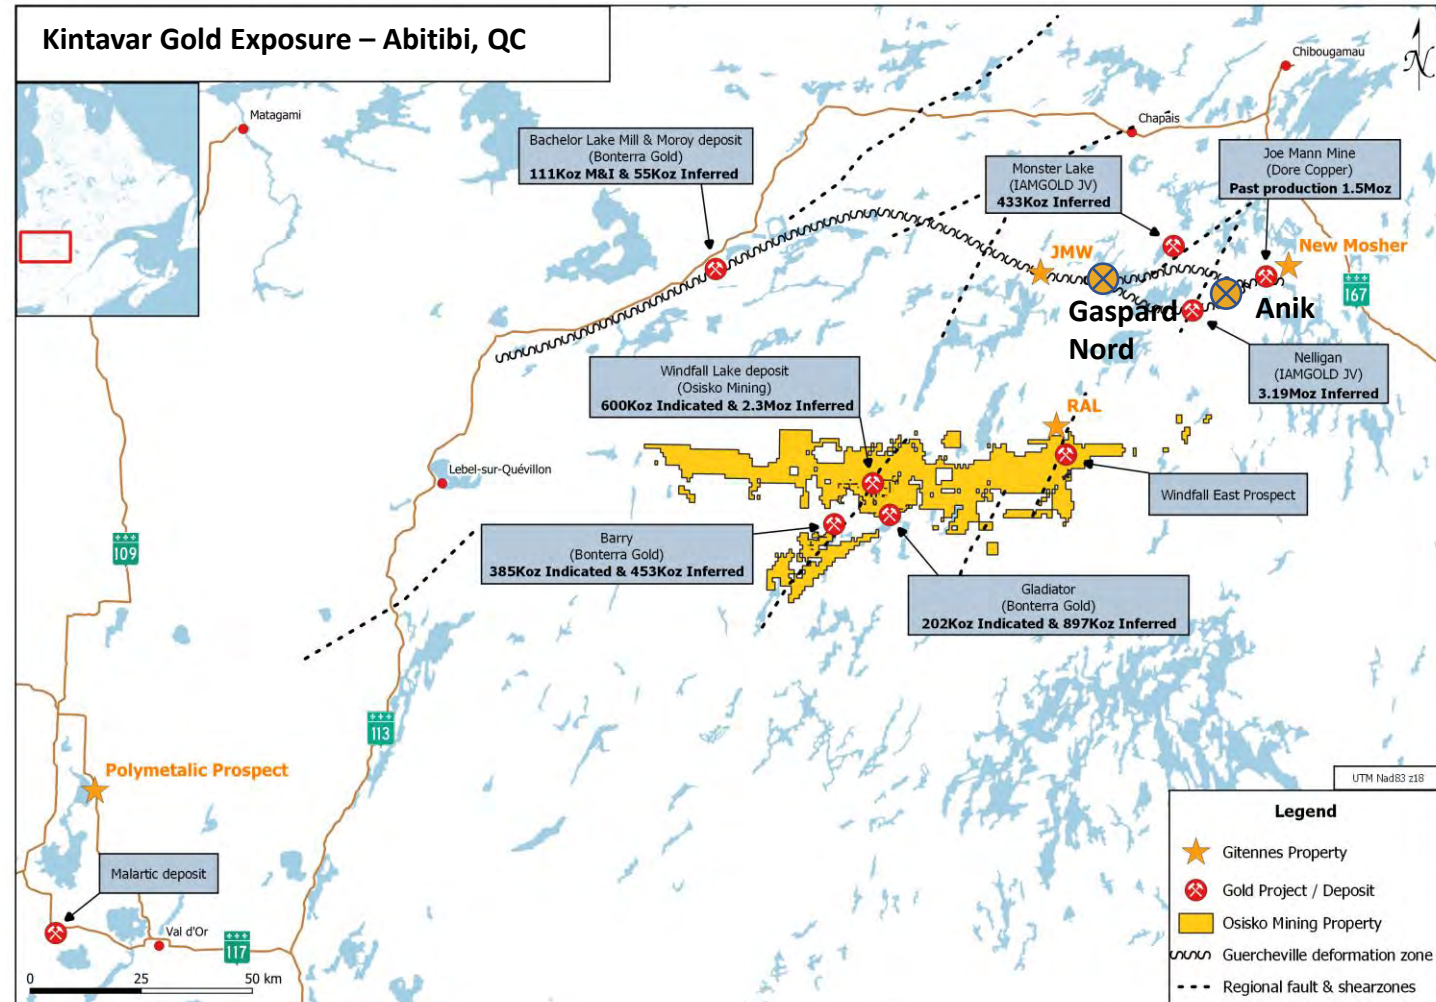 Kintavar Gold Exposure – Abitibi, QC
N
Matagami
Chibougamau
Chapais
Bachelor Lake Mill & Moroy deposit
(Bonterra Gold)
111Koz M&I & 55Koz Inferred
Monster Lake
(IAMGOLD JV)
433Koz Inferred
Joe Mann Mine
(Dore Copper)
Past production 1.5Moz
JMW
New Mosher
167
Gaspard
Nord
Anik
Nelligan
(IAMGOLD JV)
3.19Moz Inferred
Windfall Lake deposit
(Osisko Mining)
600Koz Indicated & 2.3Moz Inferred
RAL
Lebel-sur-Quévillon
Windfall East Prospect
109
Barry
(Bonterra Gold)
385Koz Indicated & 453Koz Inferred
Gladiator
(Bonterra Gold)
202Koz Indicated & 897Koz Inferred
113
Polymetalic Prospect
Malartic deposit
Val d'Or
117
0 25 50 km
UTM Nad83 z18
Legend
Gitennes Property
Gold Project / Deposit
Osisko Mining Property
Guercheville deformation zone
Regional fault & shearzones